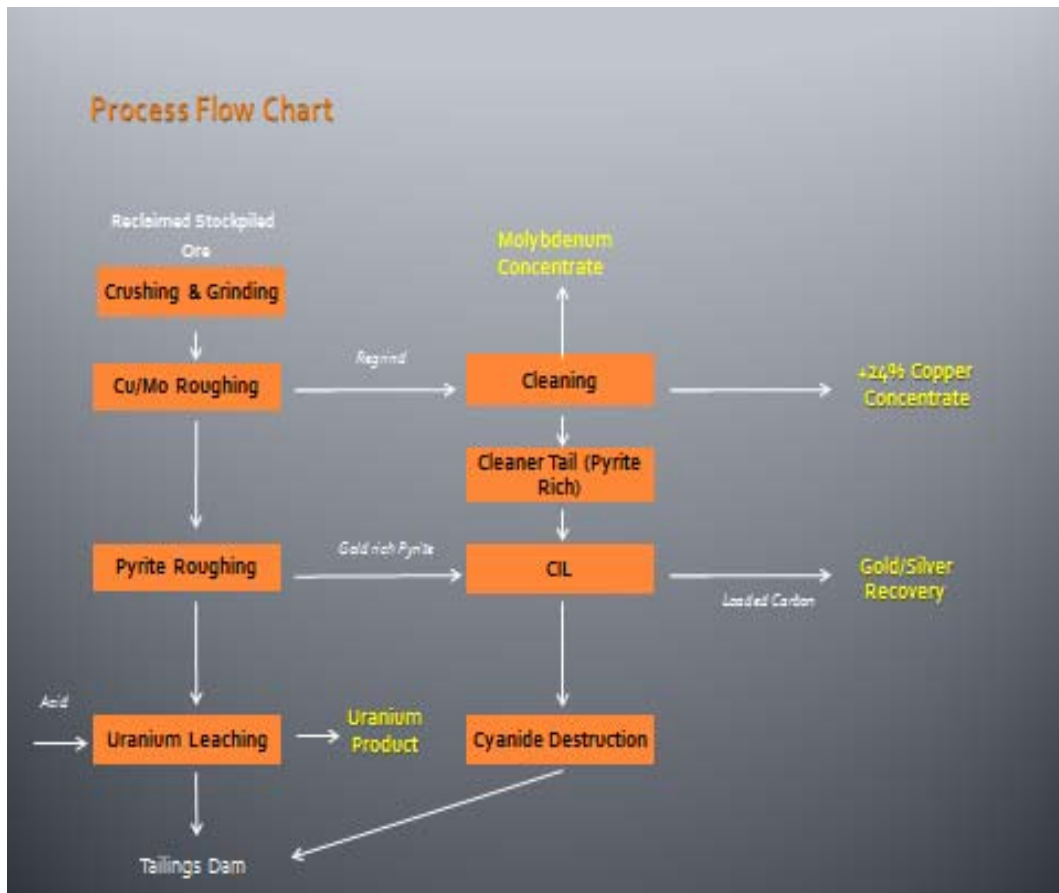 Process Flow Chart
Reclaimed Stockpiled
Ore
Crushing & Grinding
Molybdenum
Concentrate
Cu/Mo Roughing
Regrind
Cleaning
+24% Copper
Concentrate
Cleaner Tail (Pyrite
Rich)
Pyrite Roughing
Gold rich Pyrite
CIL
Loaded Carbon
Gold/Silver
Recovery
Acid
Uranium Leaching
Uranium
Product
Cyanide Destruction
Tailings Dam